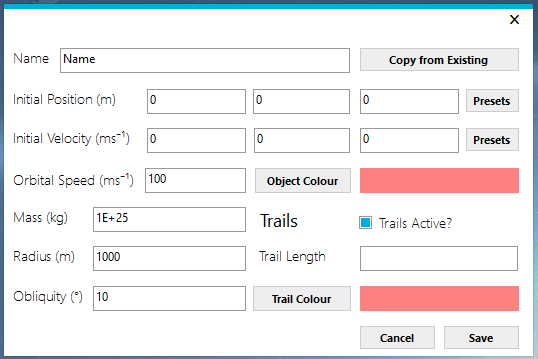 ×
Name Name Copy from Existing
Initial Position (m) 0 0 0 Presets
Initial Velocity (ms⁻¹) 0 0 0 Presets
Orbital Speed (ms⁻¹) 100 Object Colour
Mass (kg) 1E+25 Trails Trails Active?
Radius (m) 1000 Trail Length
Obliquity (°) 10 Trail Colour
Cancel Save